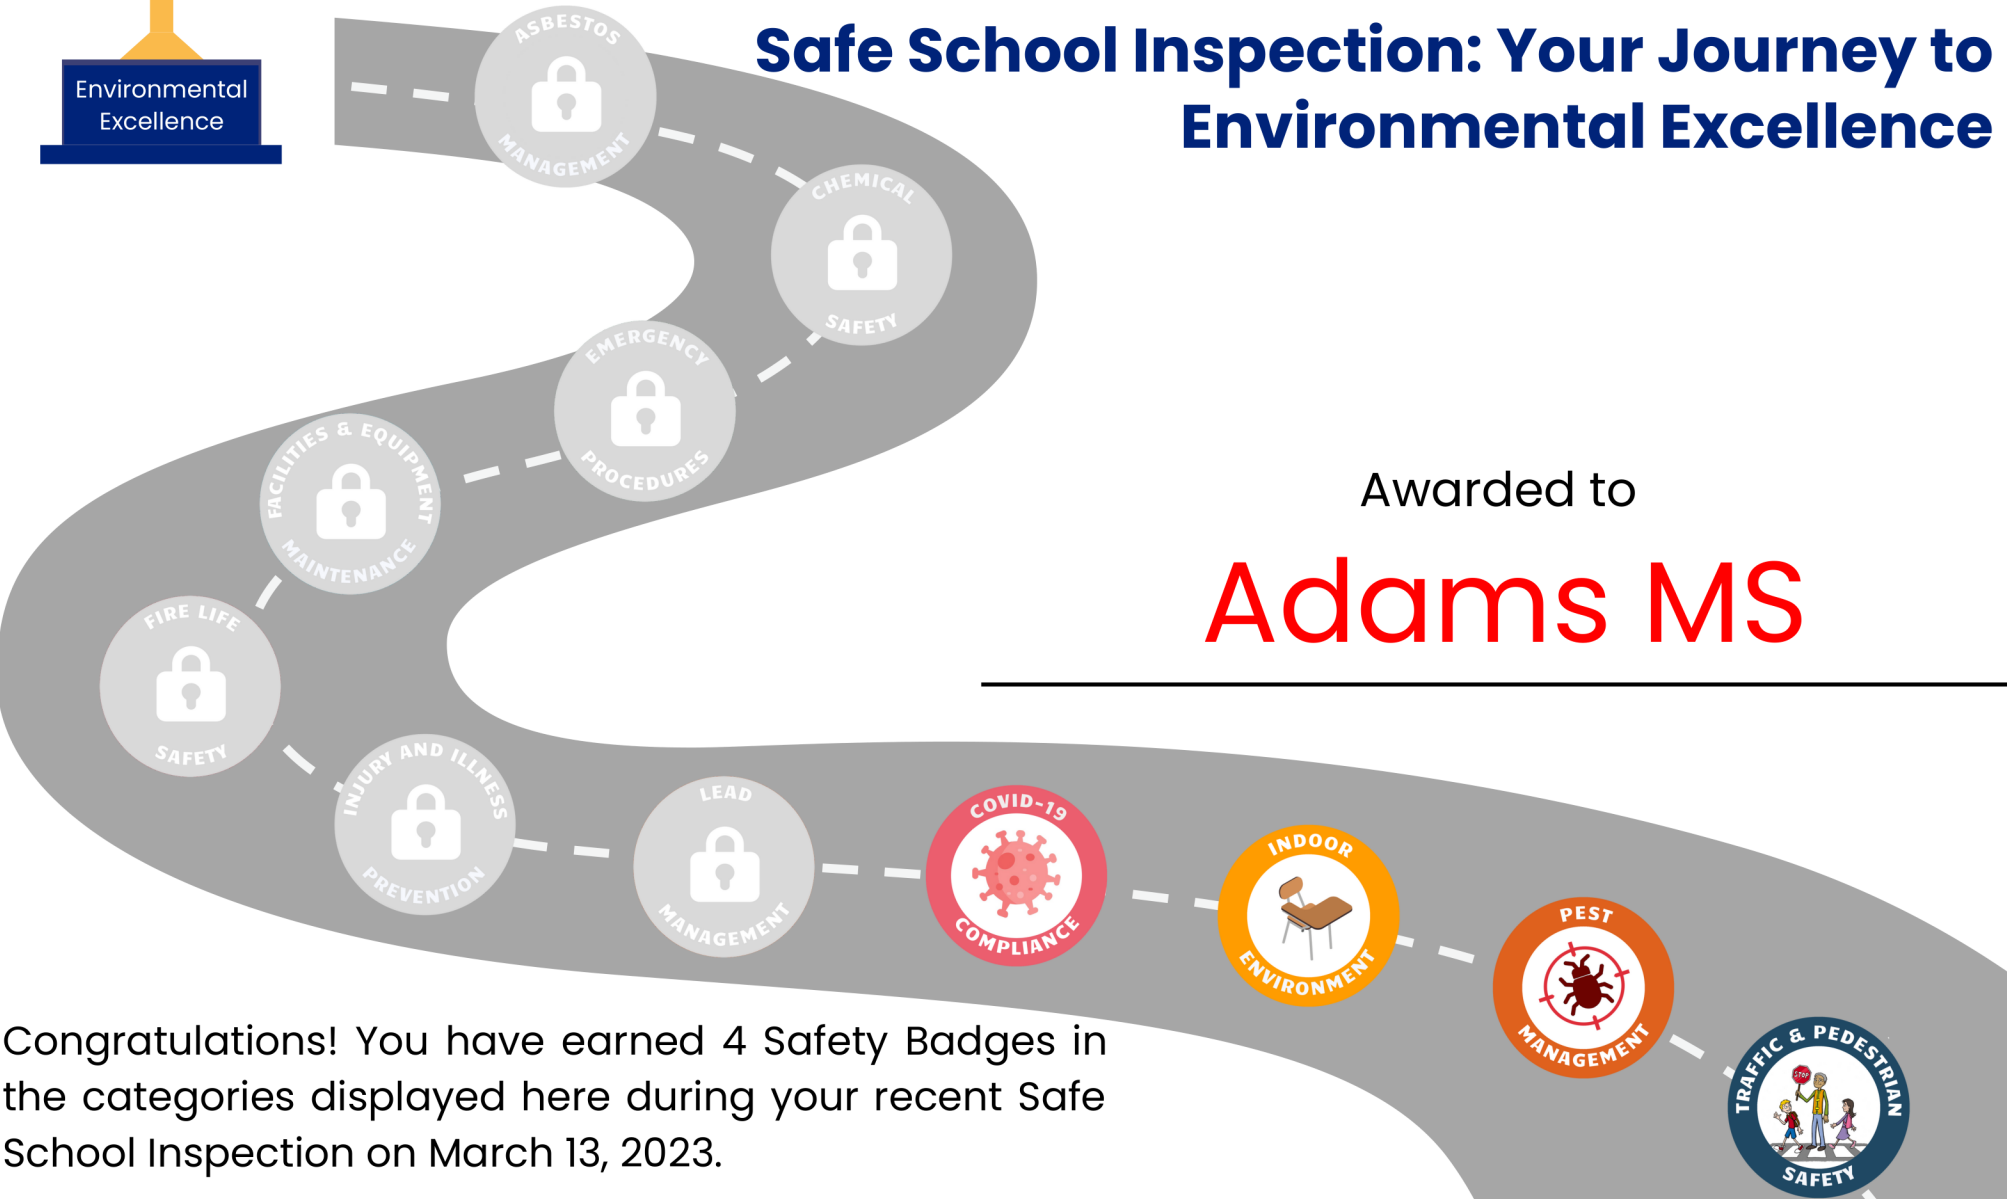 Environmental
Excellence
Safe School Inspection: Your Journey to
Environmental Excellence
ASBESTOS
MANAGEMENT
CHEMICAL
SAFETY
EMERGENCY
PROCEDURES
FACILITIES & EQUIPMENT
MAINTENANCE
FIRE LIFE
SAFETY
INJURY AND ILLNESS
PREVENTION
LEAD
MANAGEMENT
COVID-19
COMPLIANCE
INDOOR
ENVIRONMENT
PEST
MANAGEMENT
TRAFFIC & PEDESTRIAN
STOP
SAFETY
Awarded to
Adams MS
Congratulations! You have earned 4 Safety Badges in
the categories displayed here during your recent Safe
School Inspection on March 13, 2023.